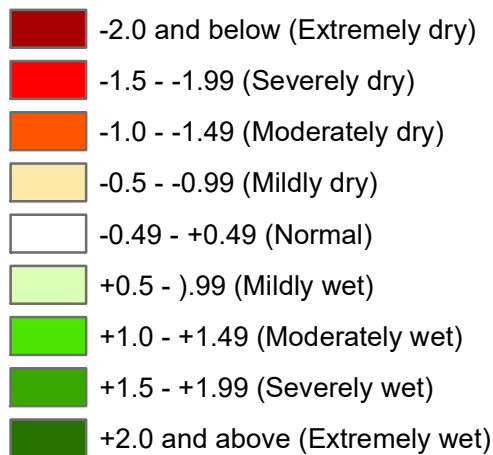 -2.0 and below (Extremely dry)
-1.5 - -1.99 (Severely dry)
-1.0 - -1.49 (Moderately dry)
-0.5 - -0.99 (Mildly dry)
-0.49 - +0.49 (Normal)
+0.5 - ).99 (Mildly wet)
+1.0 - +1.49 (Moderately wet)
+1.5 - +1.99 (Severely wet)
+2.0 and above (Extremely wet)